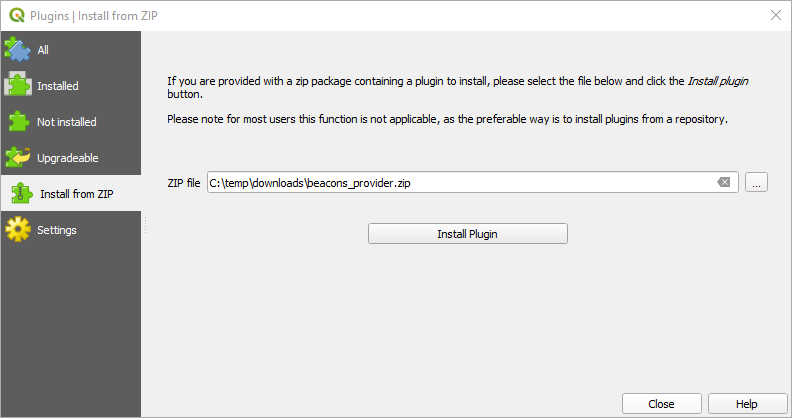 Plugins | Install from ZIP
All
Installed
Not installed
Upgradeable
Install from ZIP
Settings
If you are provided with a zip package containing a plugin to install, please select the file below and click the Install plugin
button.
Please note for most users this function is not applicable, as the preferable way is to install plugins from a repository.
ZIP file C:\temp\downloads\beacons_provider.zip ...
Install Plugin
Close Help